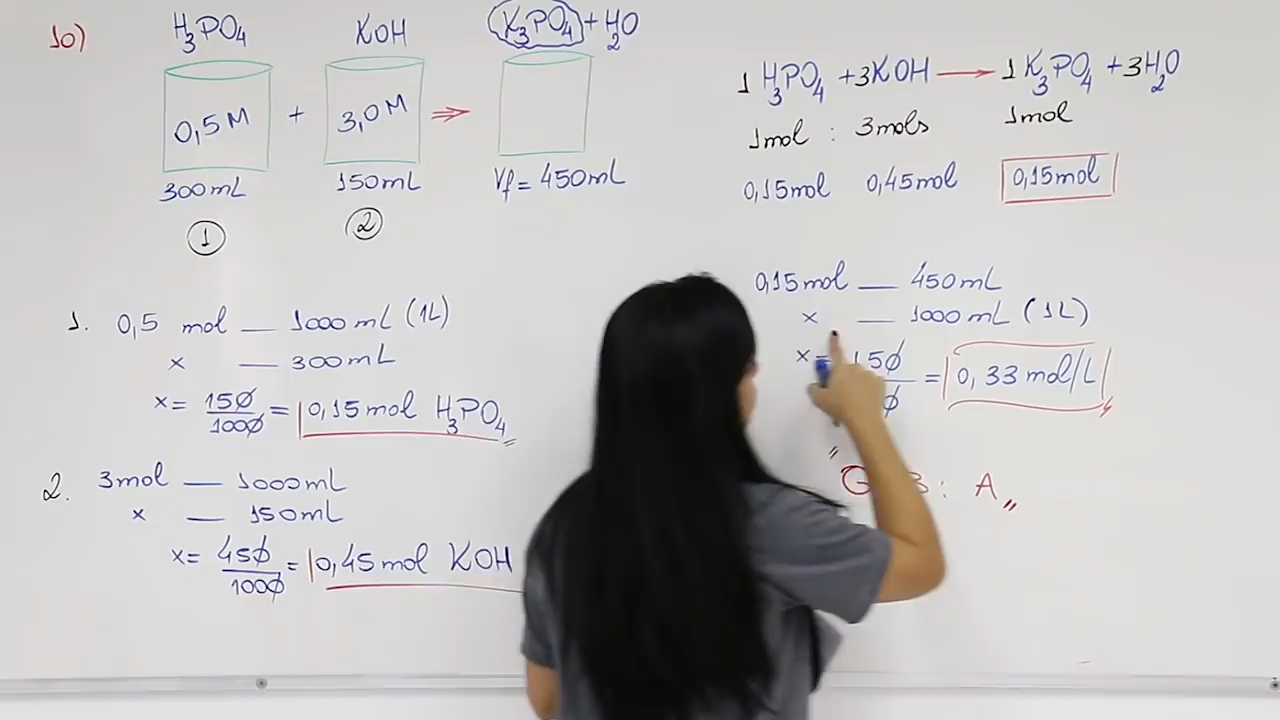 10)
H3PO4 KOH K3PO4 + H2O
0,5 M + 3,0 M ⇒
300 mL 150 mL Vf = 450 mL
1 2
1. 0,5 mol — 1000 mL (1L)
x — 300 mL
x = 150/1000 = 0,15 mol H3PO4
2. 3 mol — 1000 mL
x — 150 mL
x = 450/1000 = 0,45 mol KOH
1 H3PO4 + 3KOH → 1 K3PO4 + 3H2O
1 mol : 3 mols 1 mol
0,15 mol 0,45 mol 0,15 mol
0,15 mol — 450 mL
x — 1000 mL (1L)
x = 150 = 0,33 mol/L
: A